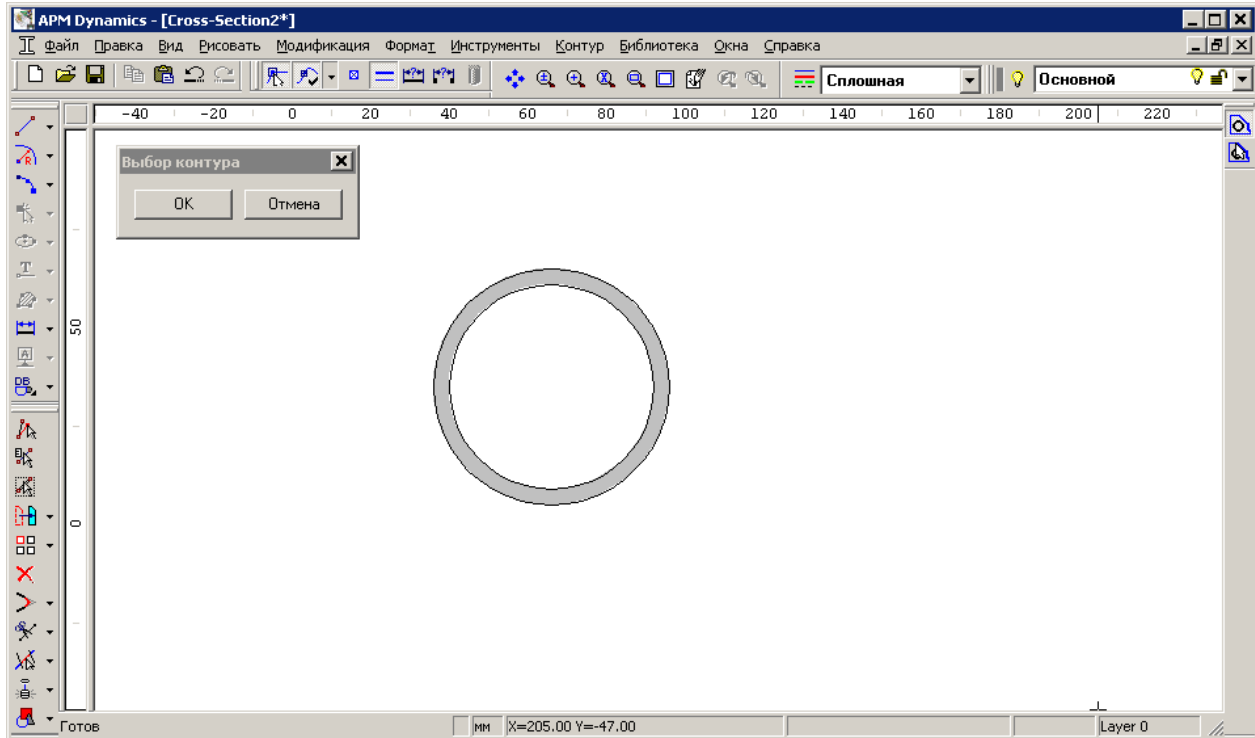 APM Dynamics - [Cross-Section2*]
Файл Правка Вид Рисовать Модификация Формат Инструменты Контур Библиотека Окна Справка
Сплошная Основной
-40 -20 0 20 40 60 80 100 120 140 160 180 200 220
Выбор контура
OK Отмена
R
T
50
A
DB
0
Готов мм X=205.00 Y=-47.00 Layer 0